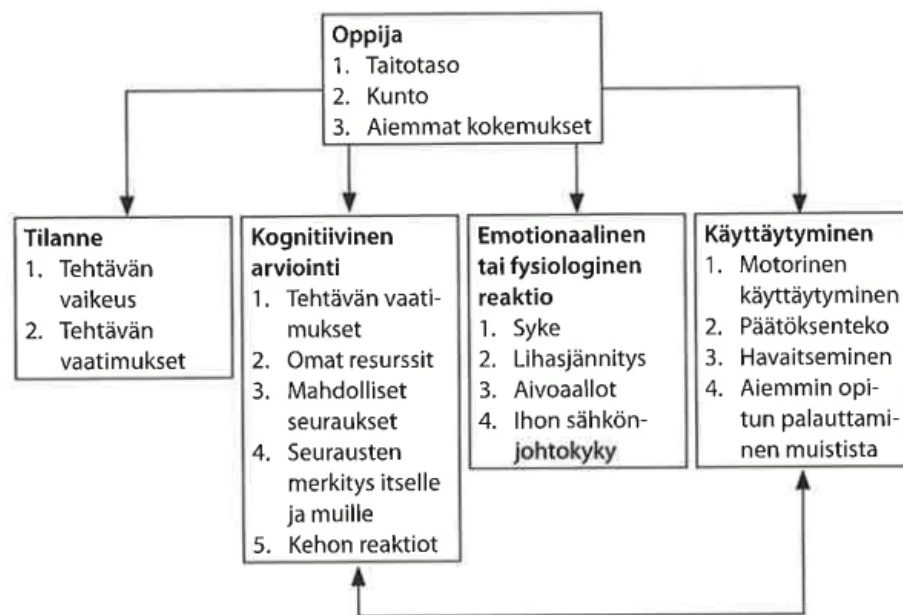 Oppija
1. Taitotaso
2. Kunto
3. Aiemmat kokemukset
Tilanne
1. Tehtävän
vaikeus
2. Tehtävän
vaatimukset
Kognitiivinen
arviointi
1. Tehtävän vaati-
mukset
2. Omat resurssit
3. Mahdolliset
seuraukset
4. Seurausten
merkitys itselle
ja muille
5. Kehon reaktiot
Emotionaalinen
tai fysiologinen
reaktio
1. Syke
2. Lihasjännitys
3. Aivoaallot
4. Ihon sähkön-
johtokyky
Käyttäytyminen
1. Motorinen
käyttäytyminen
2. Päätöksenteko
3. Havaitseminen
4. Aiemmin opi-
tun palauttami-
nen muistista